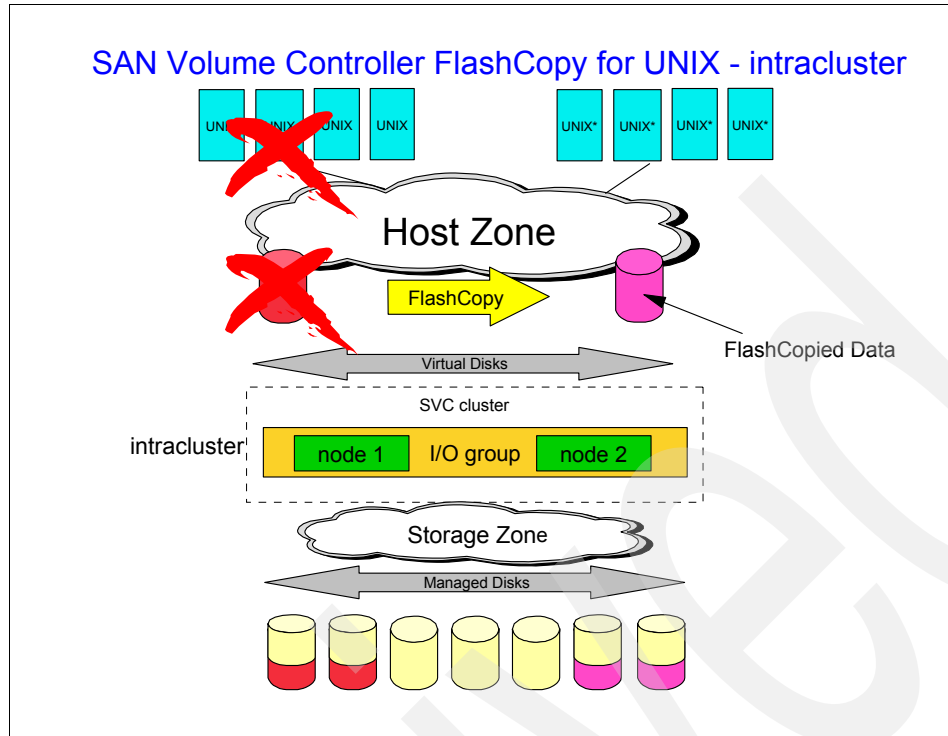 SAN Volume Controller FlashCopy for UNIX - intracluster
UNIX UNIX UNIX UNIX UNIX* UNIX* UNIX* UNIX*
Host Zone
FlashCopy
FlashCopied Data
Virtual Disks
SVC cluster
intracluster
node 1 I/O group node 2
Storage Zone
Managed Disks